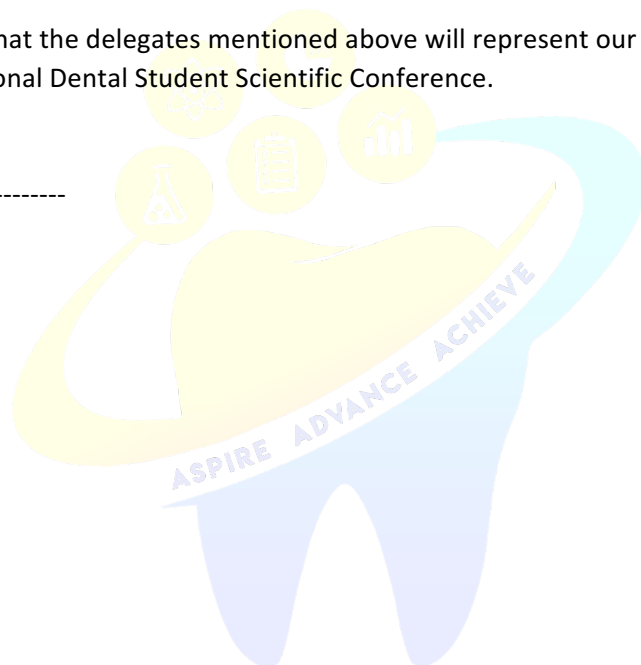 hat the delegates mentioned above will represent our
onal Dental Student Scientific Conference.
--------
ASPIRE ADVANCE ACHIEVE